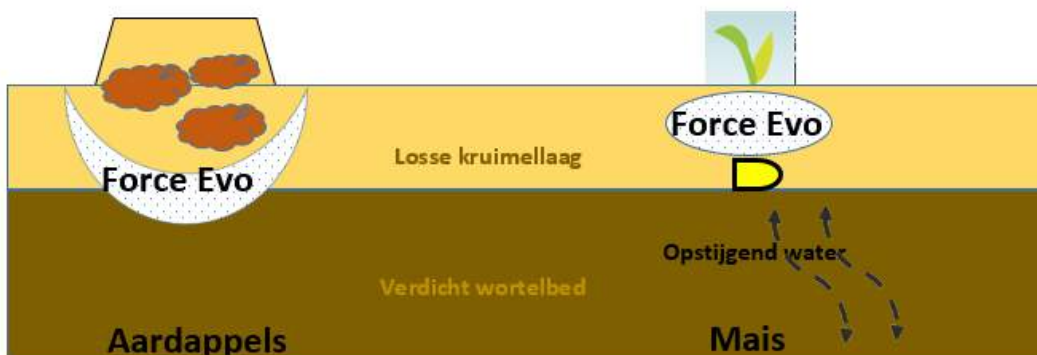 Force Evo
Force Evo
Losse kruimellaag
Opstijgend water
Verdicht wortelbed
Aardappels
Mais